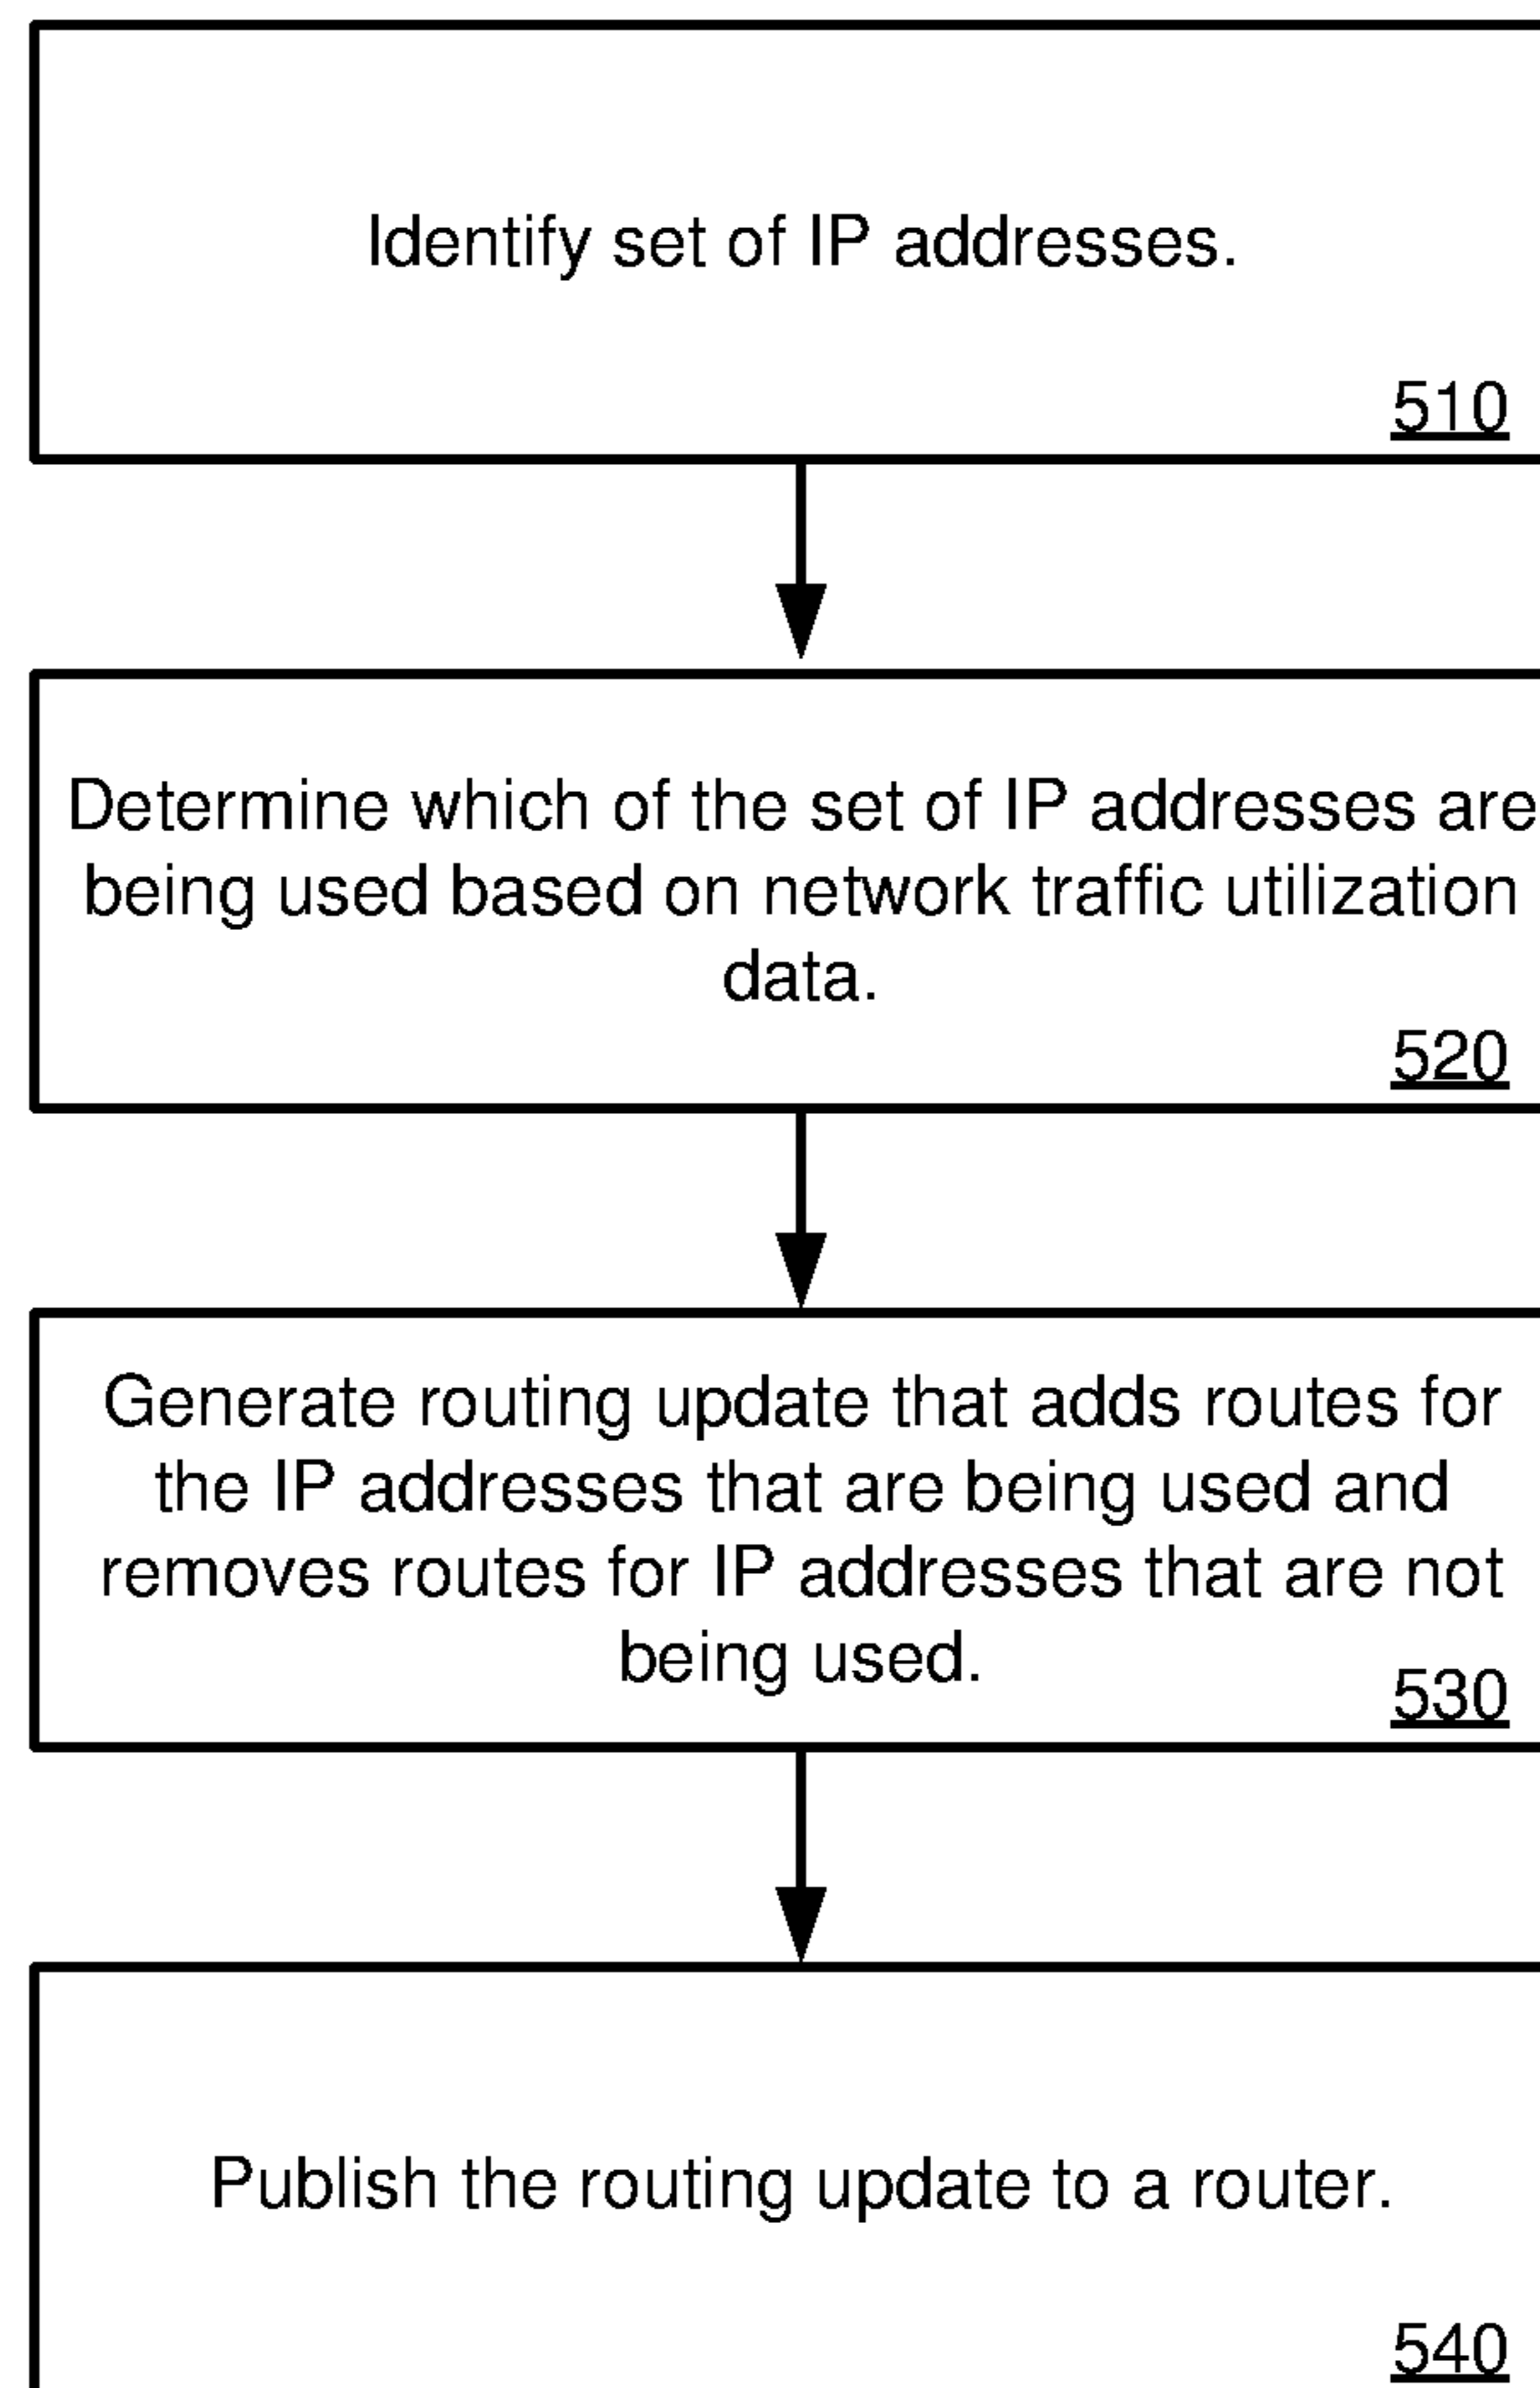 Identify set of IP addresses.
510
Determine which of the set of IP addresses are
being used based on network traffic utilization
data.
520
Generate routing update that adds routes for
the IP addresses that are being used and
removes routes for IP addresses that are not
being used.
530
Publish the routing update to a router.
540